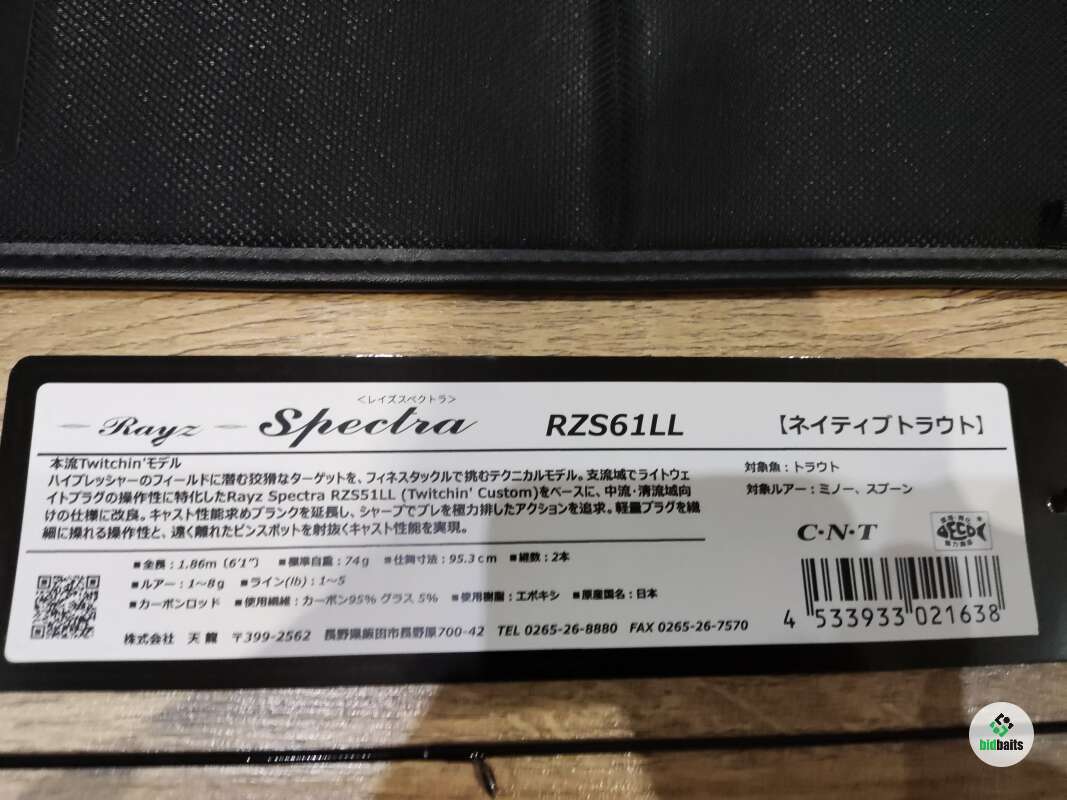 <レイズスペクトラ>
Rayz Spectra RZS61LL 【ネイティブトラウト】
本流Twitchin'モデル
ハイプレッシャーのフィールドに潜む狡猾なターゲットを、フィネスタックルで挑むテクニカルモデル。支流域でライトウェ
イトプラグの操作性に特化したRayz Spectra RZS51LL (Twitchin' Custom)をベースに、中流・清流域向
けの仕様に改良。キャスト性能求めブランクを延長し、シャープでブレを極力排したアクションを追求。軽量プラグを繊
細に操れる操作性と、遠く離れたピンスポットを射抜くキャスト性能を実現。
対象魚：トラウト
対象ルアー：ミノー、スプーン
C・N・T
DECO
■全長：1.86m（6'1"） ■標準自重：74g ■仕舞寸法：95.3cm ■継数：2本
■ルアー：1～8g ■ライン(lb)：1～5
■カーボンロッド ■使用繊維：カーボン95% グラス 5% ■使用樹脂：エポキシ ■原産国名：日本
4 533933 021638
株式会社 天龍 〒399-2562 長野県飯田市長野原700-42 TEL 0265-26-8880 FAX 0265-26-7570
bidbaits